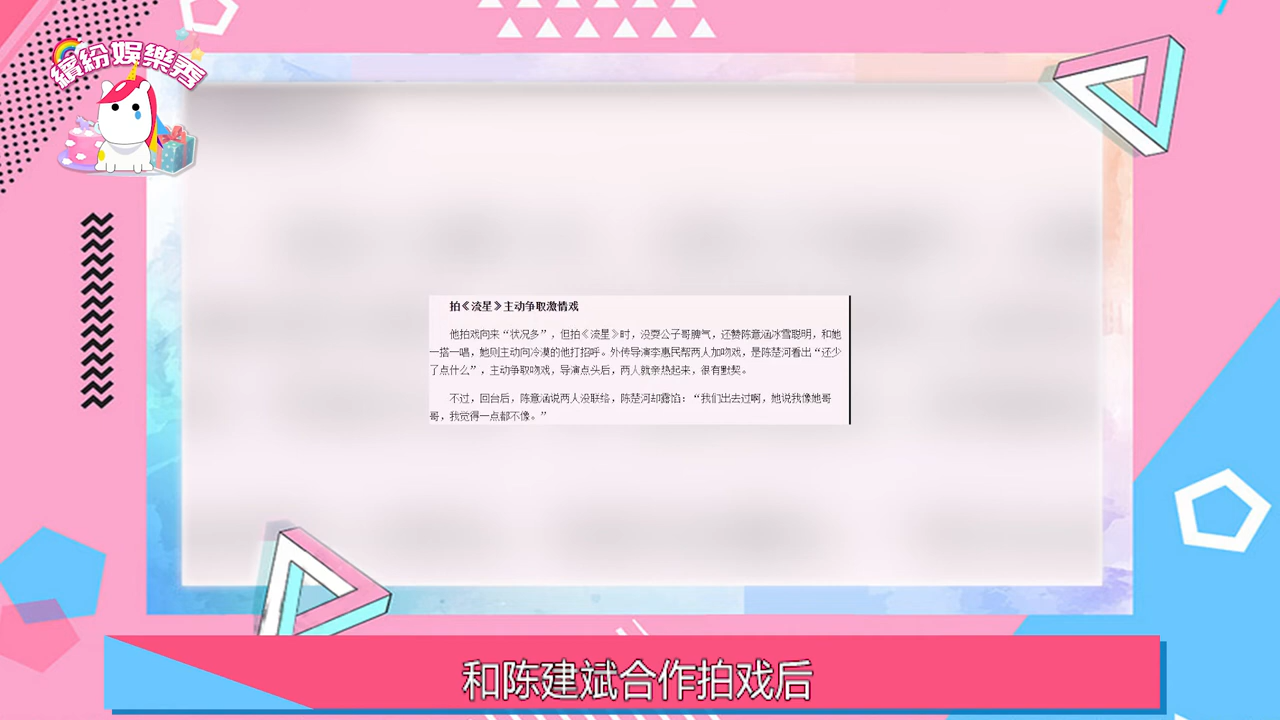 繽紛娛樂秀
拍《流星》主动争取激情戏
他拍戏向来“状况多”，但拍《流星》时，没耍公子哥脾气，还赞陈意涵冰雪聪明，和她
一搭一唱，她则主动向冷漠的他打招呼。外传导演李惠民帮两人加吻戏，是陈楚河看出“还少
了点什么”，主动争取吻戏，导演点头后，两人就亲热起来，很有默契。
不过，回台后，陈意涵说两人没联络，陈楚河却露馅：“我们出去过啊，她说我像她哥
哥，我觉得一点都不像。”
和陈建斌合作拍戏后